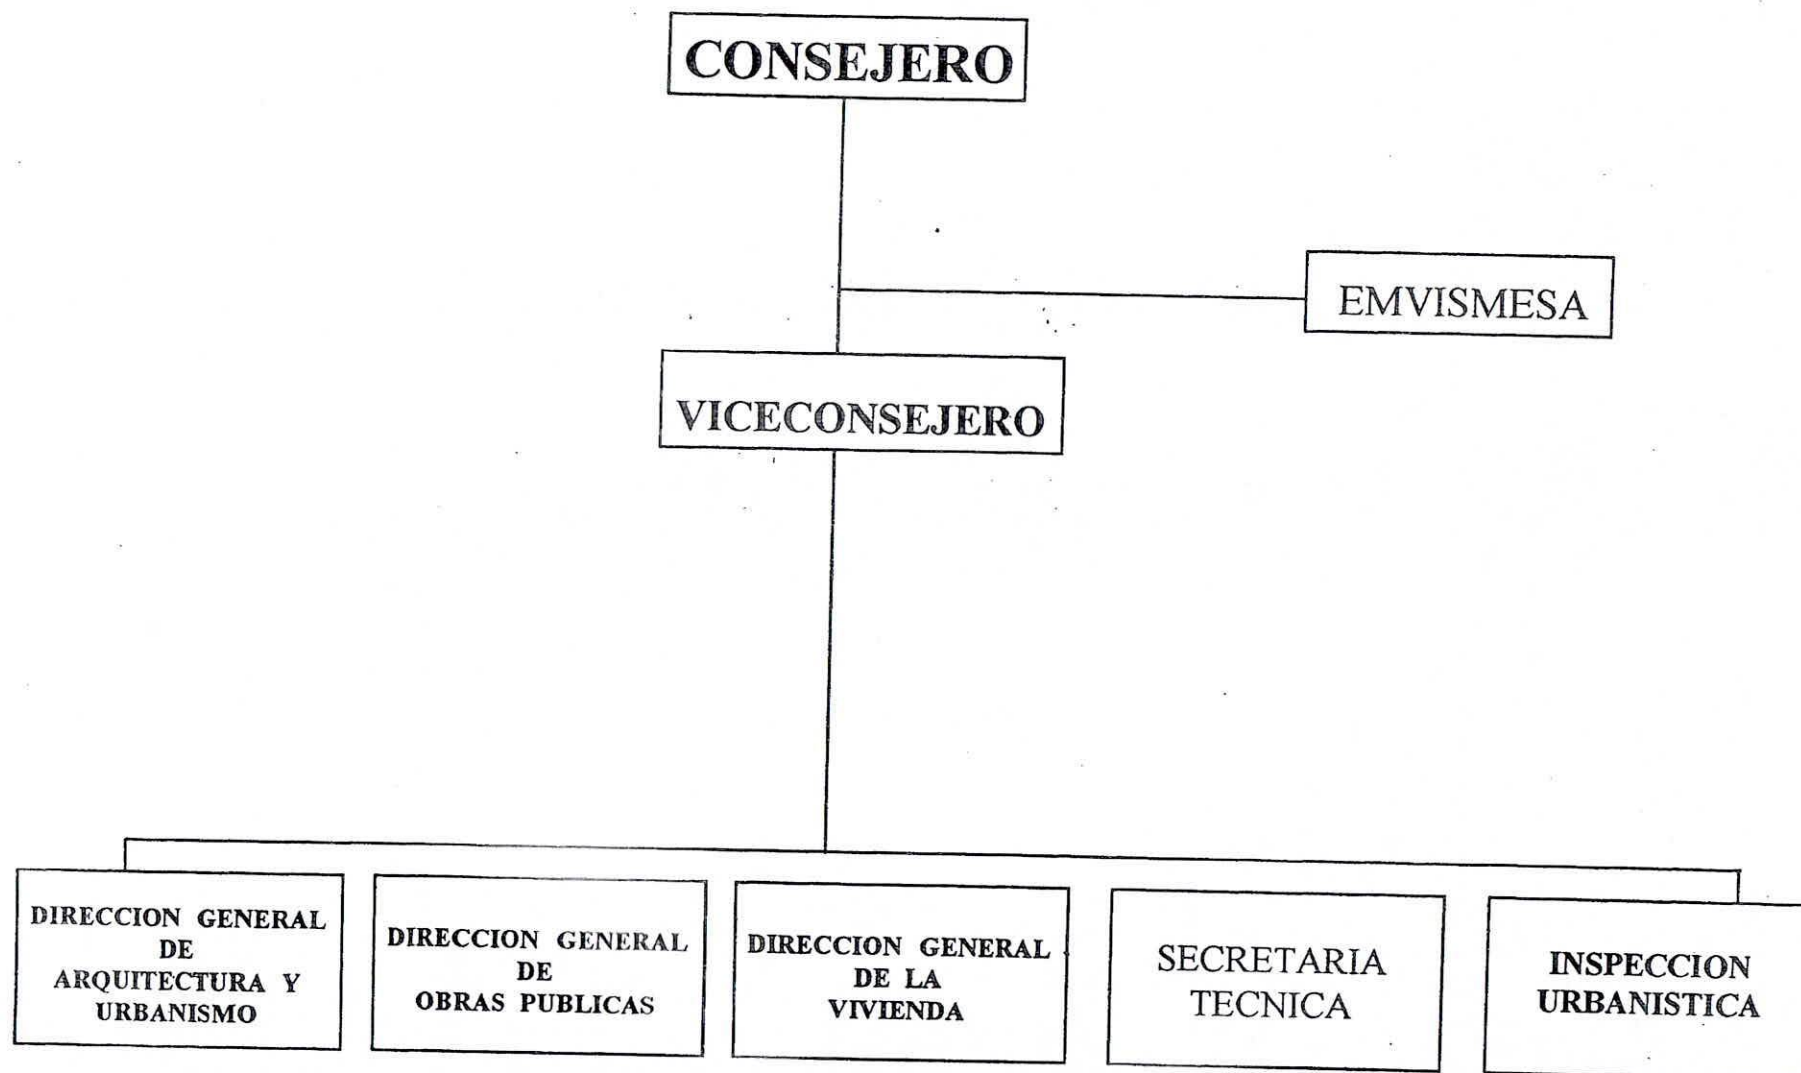 CONSEJERO
EMVISMESA
VICECONSEJERO
DIRECCION GENERAL
DE
ARQUITECTURA Y
URBANISMO
DIRECCION GENERAL
DE
OBRAS PUBLICAS
DIRECCION GENERAL
DE LA
VIVIENDA
SECRETARIA
TECNICA
INSPECCION
URBANISTICA